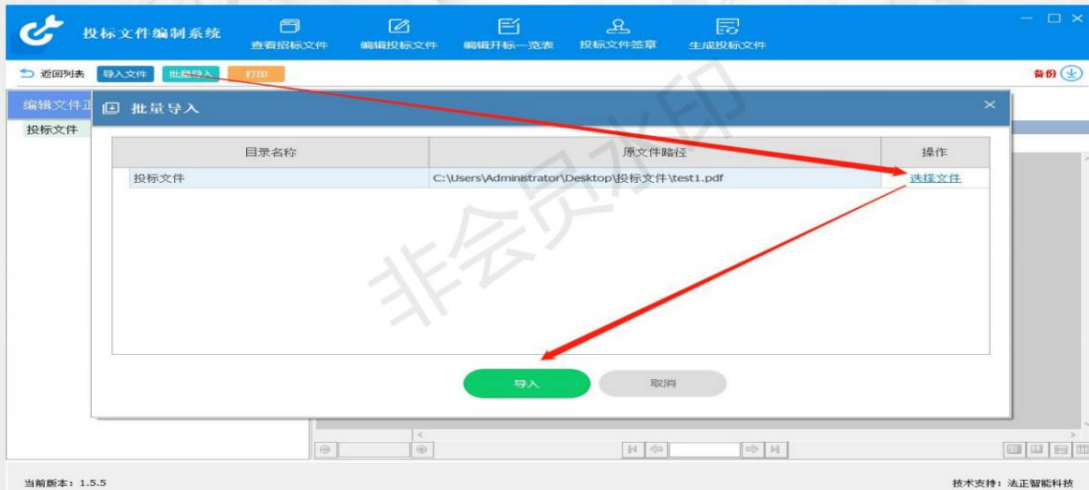 投标文件编制系统
查看招标文件
编辑投标文件
编辑开标一览表
投标文件签章
生成投标文件
返回列表
导入文件
批量导入
打印
备份
编辑文件正
投标文件
批量导入
目录名称
原文件路径
操作
投标文件
C:\Users\Administrator\Desktop\投标文件\test1.pdf
选择文件
导入
取消
非会员水印
当前版本：1.5.5
技术支持：法正智能科技